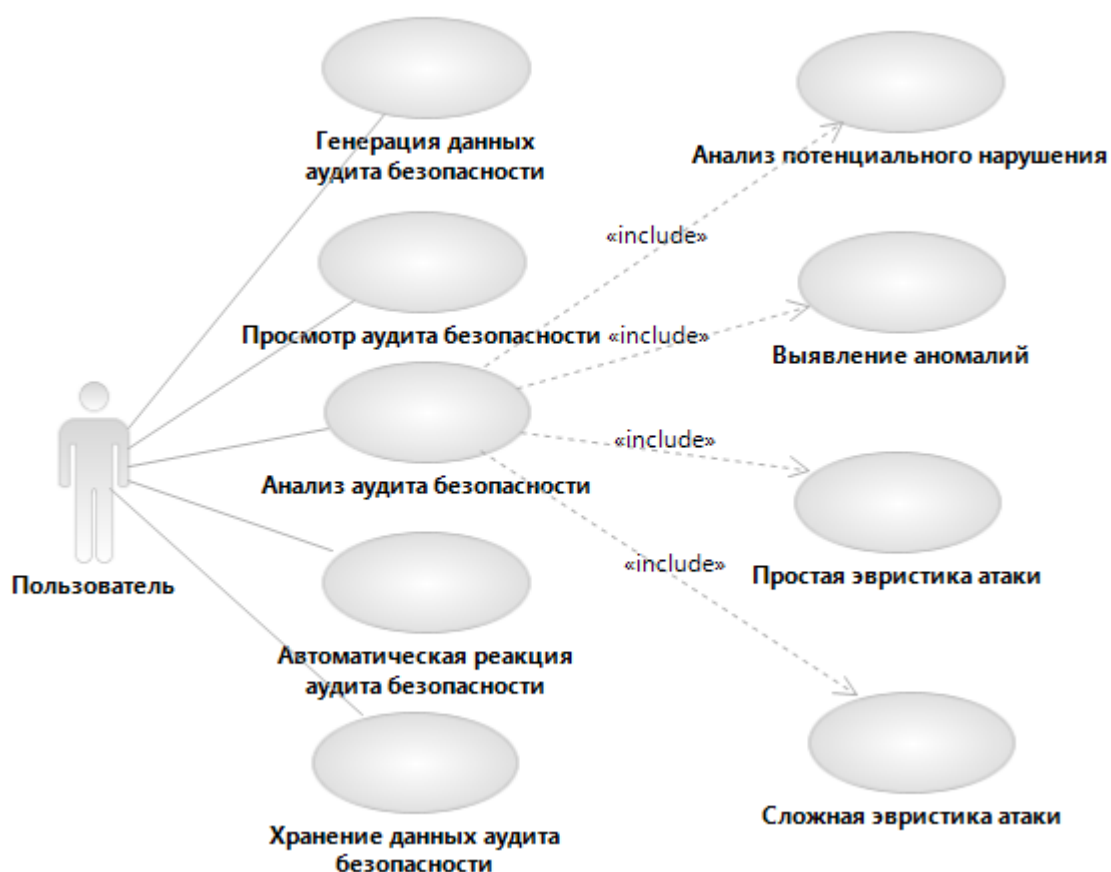 Генерация данных
аудита безопасности
Анализ потенциального нарушения
«include»
Просмотр аудита безопасности
«include»
Выявление аномалий
«include»
Анализ аудита безопасности
«include»
Простая эвристика атаки
Пользователь
Автоматическая реакция
аудита безопасности
Сложная эвристика атаки
Хранение данных аудита
безопасности